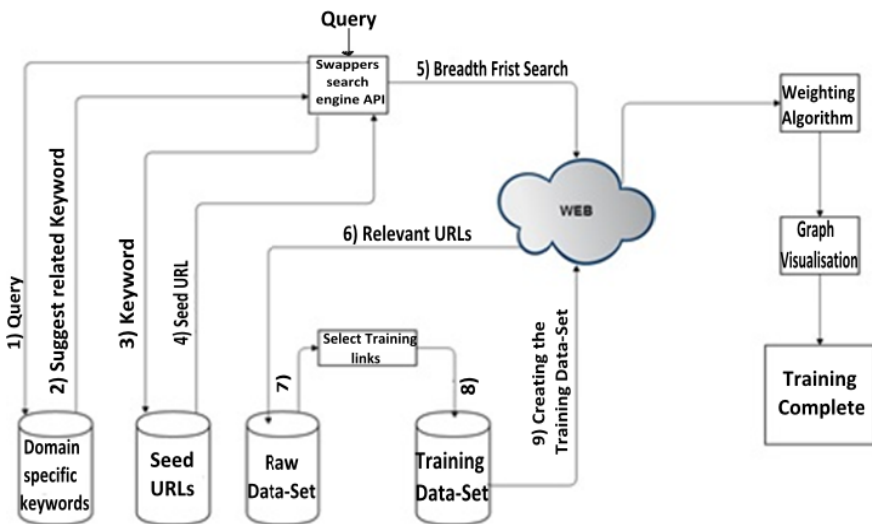 Query
Swappers
search
engine API
5) Breadth Frist Search
Weighting
Algorithm
WEB
6) Relevant URLs
Graph
Visualisation
1) Query
2) Suggest related Keyword
3) Keyword
4) Seed URL
Select Training
links
7)
8)
9) Creating the
Training Data-Set
Training
Complete
Domain
specific
keywords
Seed
URLs
Raw
Data-Set
Training
Data-Set